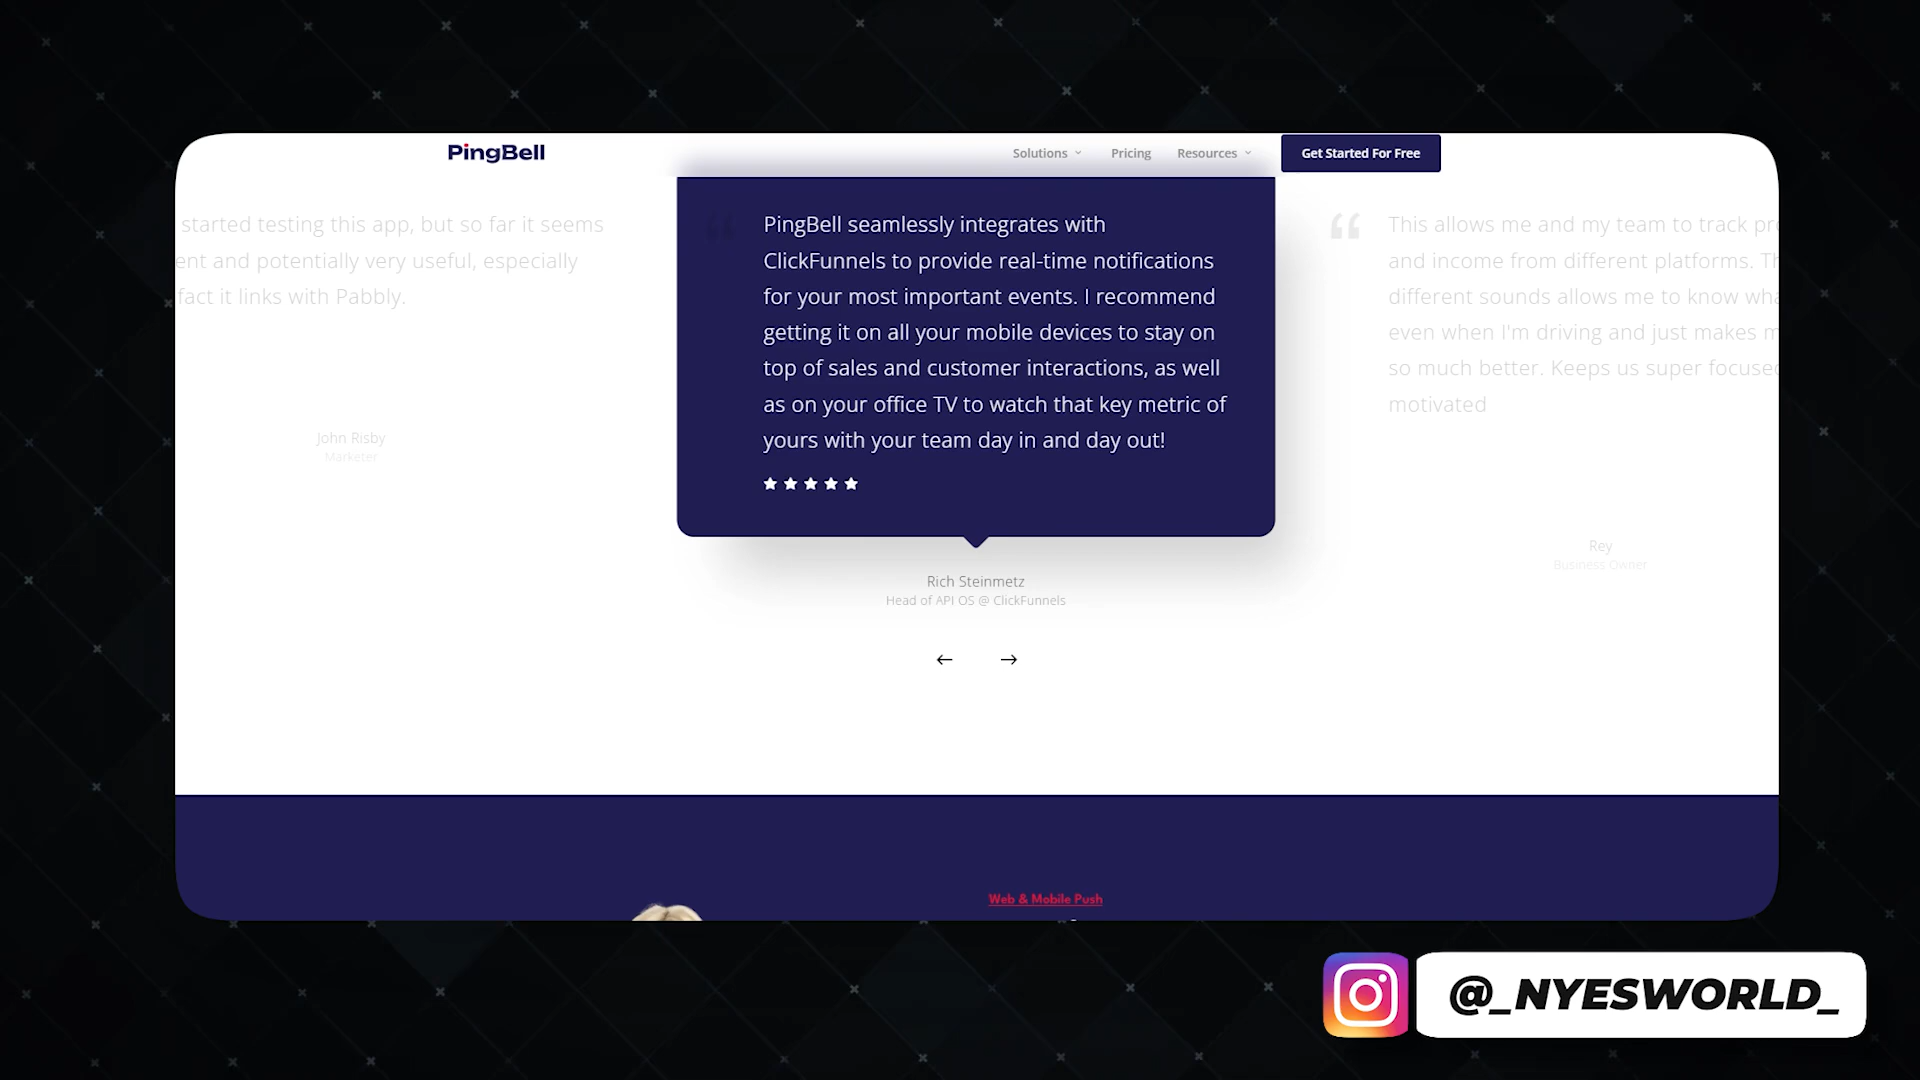 PingBell
Solutions
Pricing
Resources
Get Started For Free
started testing this app, but so far it seems
ent and potentially very useful, especially
fact it links with Pabbly.
John Risby
Marketer
PingBell seamlessly integrates with
ClickFunnels to provide real-time notifications
for your most important events. I recommend
getting it on all your mobile devices to stay on
top of sales and customer interactions, as well
as on your office TV to watch that key metric of
yours with your team day in and day out!
Rich Steinmetz
Head of API OS @ ClickFunnels
This allows me and my team to track pr
and income from different platforms. Th
different sounds allows me to know wha
even when I'm driving and just makes m
so much better. Keeps us super focused
motivated
Rey
Business Owner
Web & Mobile Push
@_NYESWORLD_